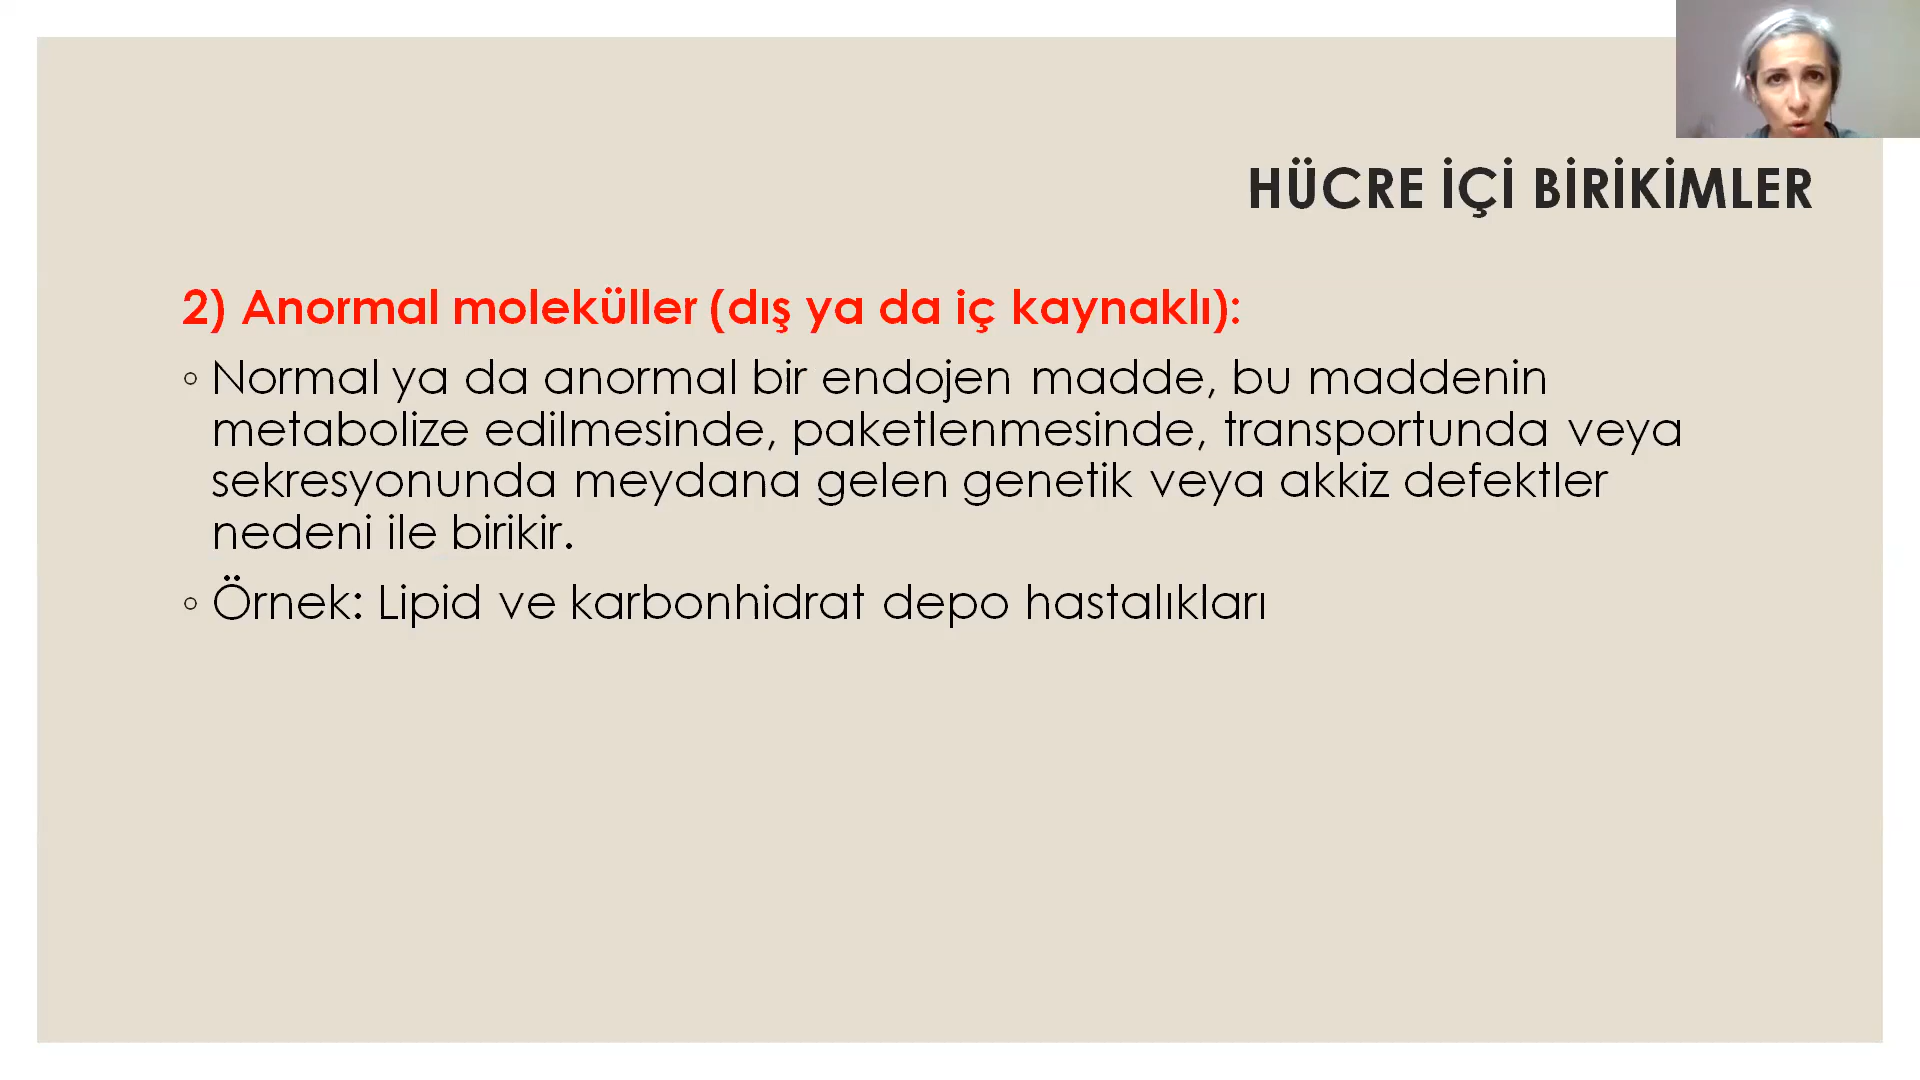 HÜCRE İÇİ BİRİKİMLER
2) Anormal moleküller (dış ya da iç kaynaklı):
◦ Normal ya da anormal bir endojen madde, bu maddenin
metabolize edilmesinde, paketlenmesinde, transportunda veya
sekresyonunda meydana gelen genetik veya akkiz defektler
nedeni ile birikir.
◦ Örnek: Lipid ve karbonhidrat depo hastalıkları